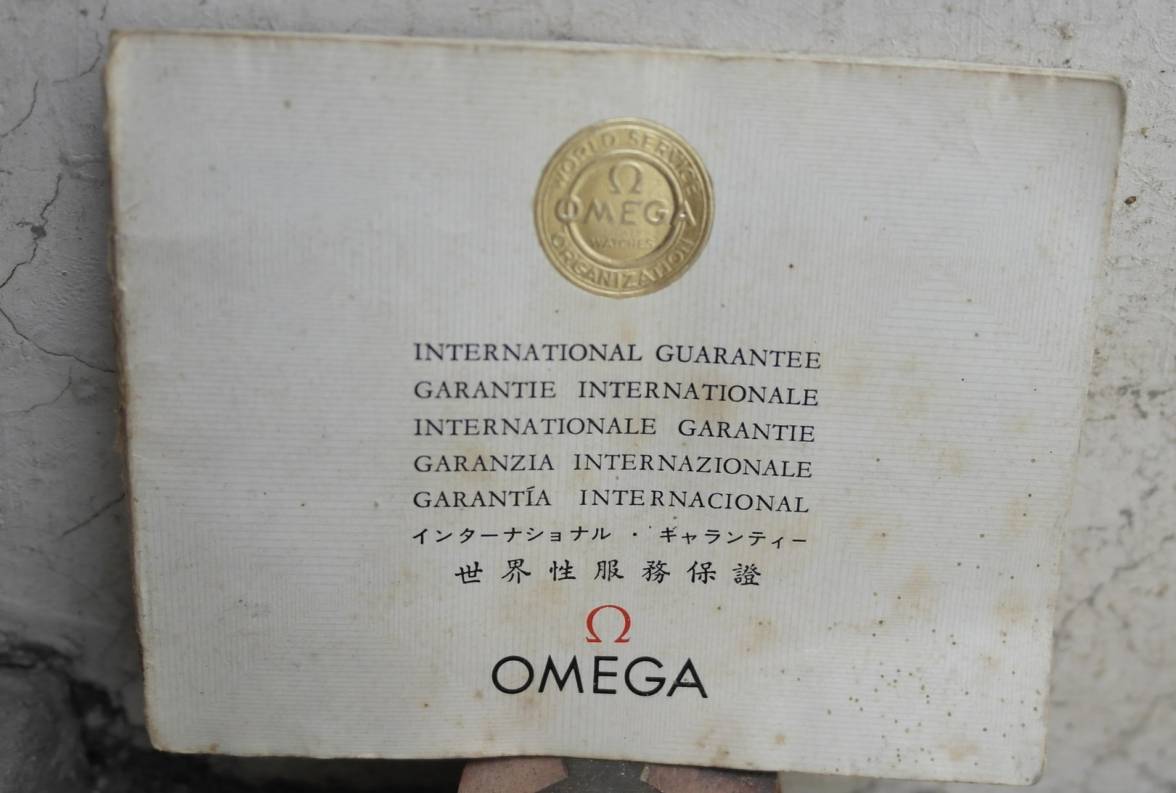 WORLD SERVICE
Ω
OMEGA
WATCHES
ORGANIZATION
INTERNATIONAL GUARANTEE
GARANTIE INTERNATIONALE
INTERNATIONALE GARANTIE
GARANZIA INTERNAZIONALE
GARANTÍA INTERNACIONAL
インターナショナル・ギャランティー
世界性服務保證
Ω
OMEGA